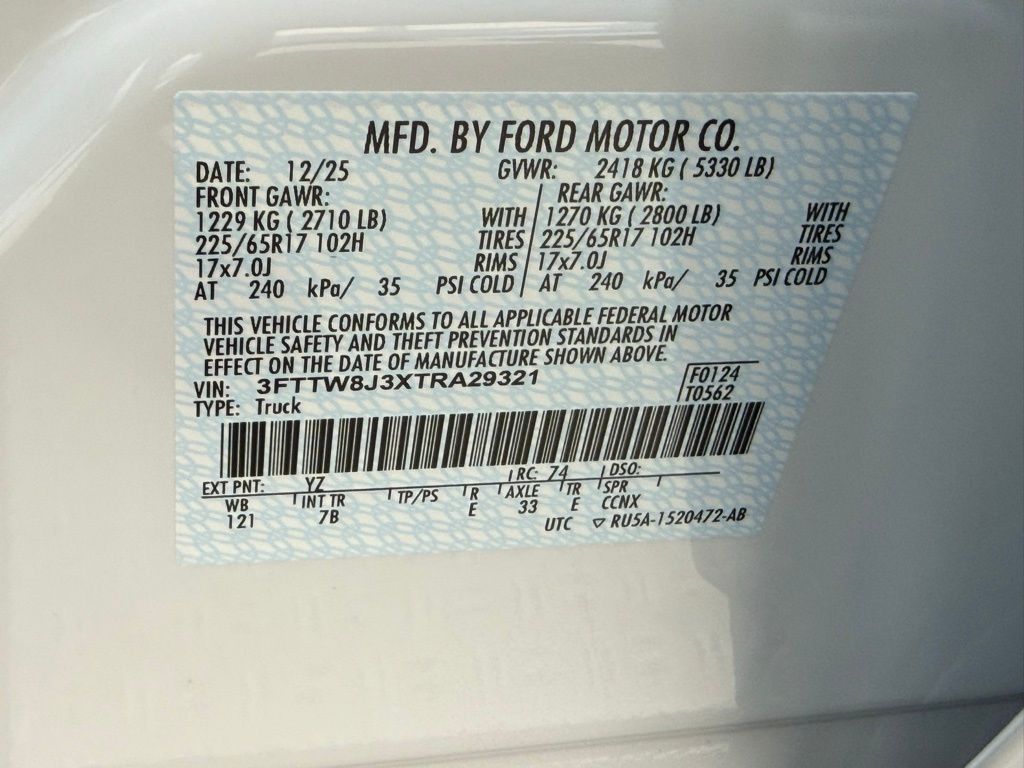 MFD. BY FORD MOTOR CO.
DATE: 12/25 GVWR: 2418 KG ( 5330 LB)
FRONT GAWR: REAR GAWR:
1229 KG ( 2710 LB) WITH 1270 KG ( 2800 LB) WITH
225/65R17 102H TIRES 225/65R17 102H TIRES
17x7.0J RIMS 17x7.0J RIMS
AT 240 kPa/ 35 PSI COLD AT 240 kPa/ 35 PSI COLD
THIS VEHICLE CONFORMS TO ALL APPLICABLE FEDERAL MOTOR
VEHICLE SAFETY AND THEFT PREVENTION STANDARDS IN
EFFECT ON THE DATE OF MANUFACTURE SHOWN ABOVE.
VIN: 3FTTW8J3XTRA29321 F0124
TYPE: Truck T0562
EXT PNT: YZ RC: 74 DSO:
WB INT TR TP/PS R AXLE TR SPR
121 7B E 33 E CCNX
UTC ▽ RU5A-1520472-AB